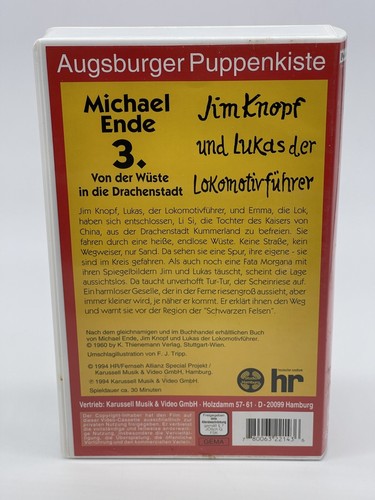 Augsburger Puppenkiste
Michael
Ende
3.
Von der Wüste
in die Drachenstadt
Jim Knopf
und Lukas der
Lokomotivführer
Jim Knopf, Lukas, der Lokomotivführer, und Emma, die Lok,
haben sich entschlossen, Li Si, die Tochter des Kaisers von
China, aus der Drachenstadt Kummerland zu befreien. Sie
fahren durch eine heiße, endlose Wüste. Keine Straße, kein
Wegweiser, nur Sand. Da sehen sie eine Spur, ihre eigene - sie
sind im Kreis gefahren. Als auch noch eine Fata Morgana mit
ihren Spiegelbildern Jim und Lukas täuscht, scheint die Lage
aussichtslos. Da taucht unverhofft Tur-Tur, der Scheinriese auf.
Ein harmloser Geselle, der in der Ferne riesengroß aussieht, aber
immer kleiner wird, je näher er kommt. Er erklärt ihnen den Weg
und warnt sie vor der Region der "Schwarzen Felsen".
Nach dem gleichnamigen und im Buchhandel erhältlichen Buch
von Michael Ende, Jim Knopf und Lukas der Lokomotivführer.
© 1960 by K. Thienemann Verlag, Stuttgart-Wien.
Umschlagillustration von F. J. Tripp.
© 1994 HR/Fernseh Allianz Special Projekt /
Karussell Musik & Video GmbH, Hamburg.
℗ 1994 Karussell Musik & Video GmbH
Spieldauer ca. 30 Minuten
hr
Vertrieb: Karussell Musik & Video GmbH · Holzdamm 57-61 · D-20099 Hamburg
GEMA
7 80063 22143 6